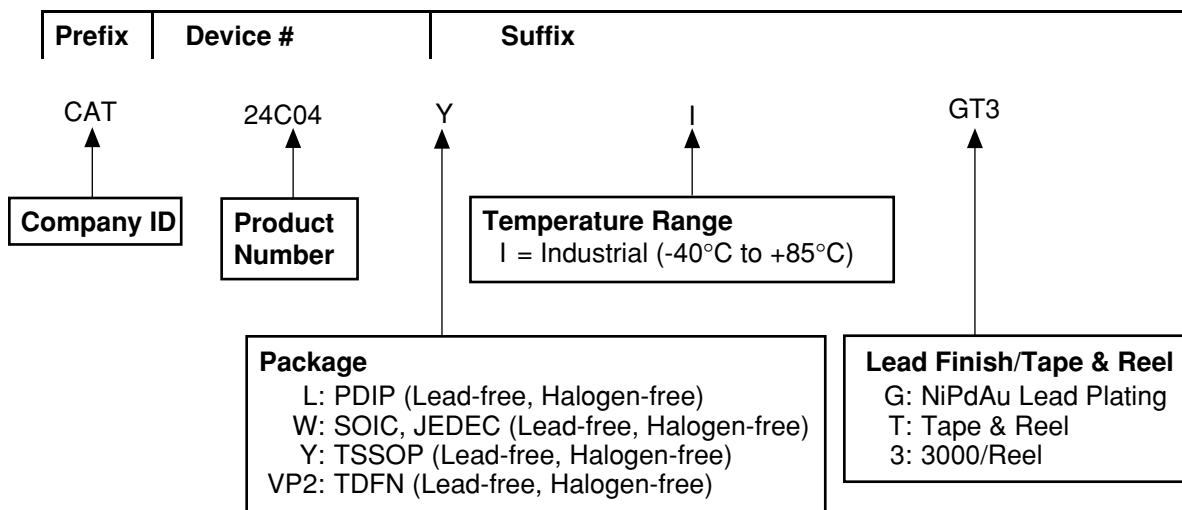 Prefix Device # Suffix
CAT 24C04 Y I GT3
Company ID
Product
Number
Temperature Range
I = Industrial (-40°C to +85°C)
Package
L: PDIP (Lead-free, Halogen-free)
W: SOIC, JEDEC (Lead-free, Halogen-free)
Y: TSSOP (Lead-free, Halogen-free)
VP2: TDFN (Lead-free, Halogen-free)
Lead Finish/Tape & Reel
G: NiPdAu Lead Plating
T: Tape & Reel
3: 3000/Reel